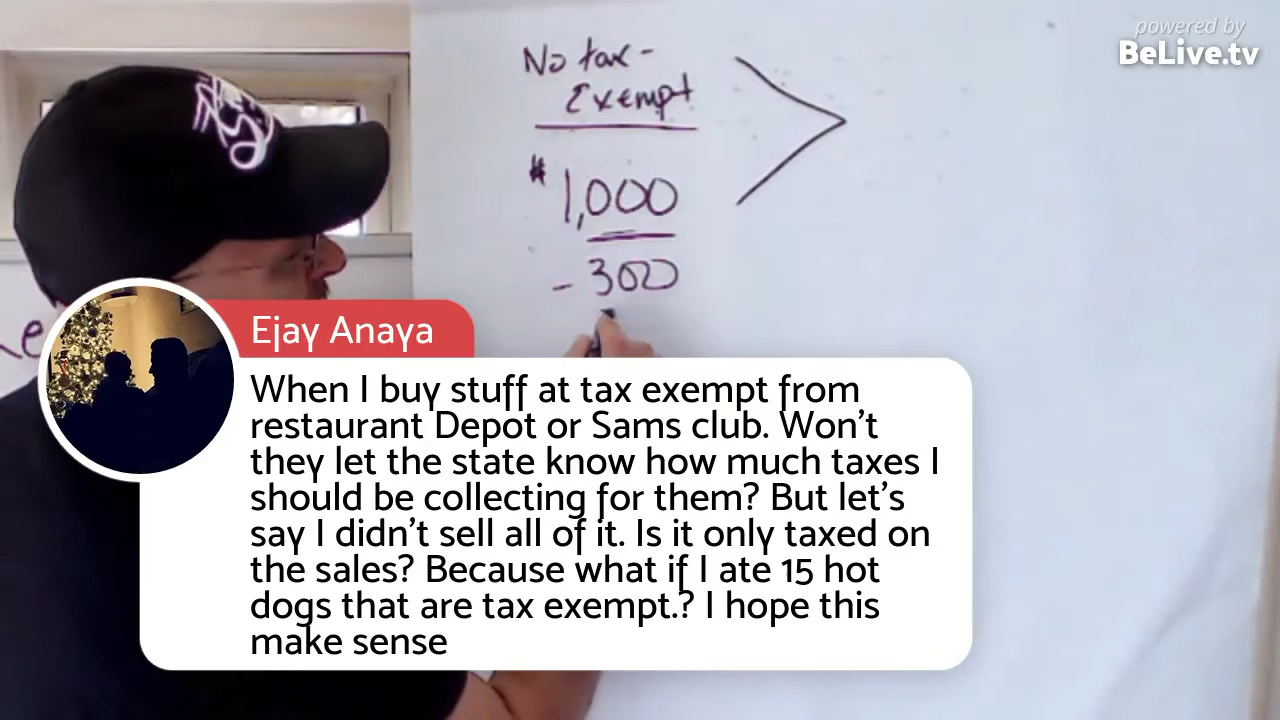 powered by
BeLive.tv
No tax-
Exempt
1,000
- 300
Ejay Anaya
When I buy stuff at tax exempt from
restaurant Depot or Sams club. Won't
they let the state know how much taxes I
should be collecting for them? But let's
say I didn't sell all of it. Is it only taxed on
the sales? Because what if I ate 15 hot
dogs that are tax exempt.? I hope this
make sense